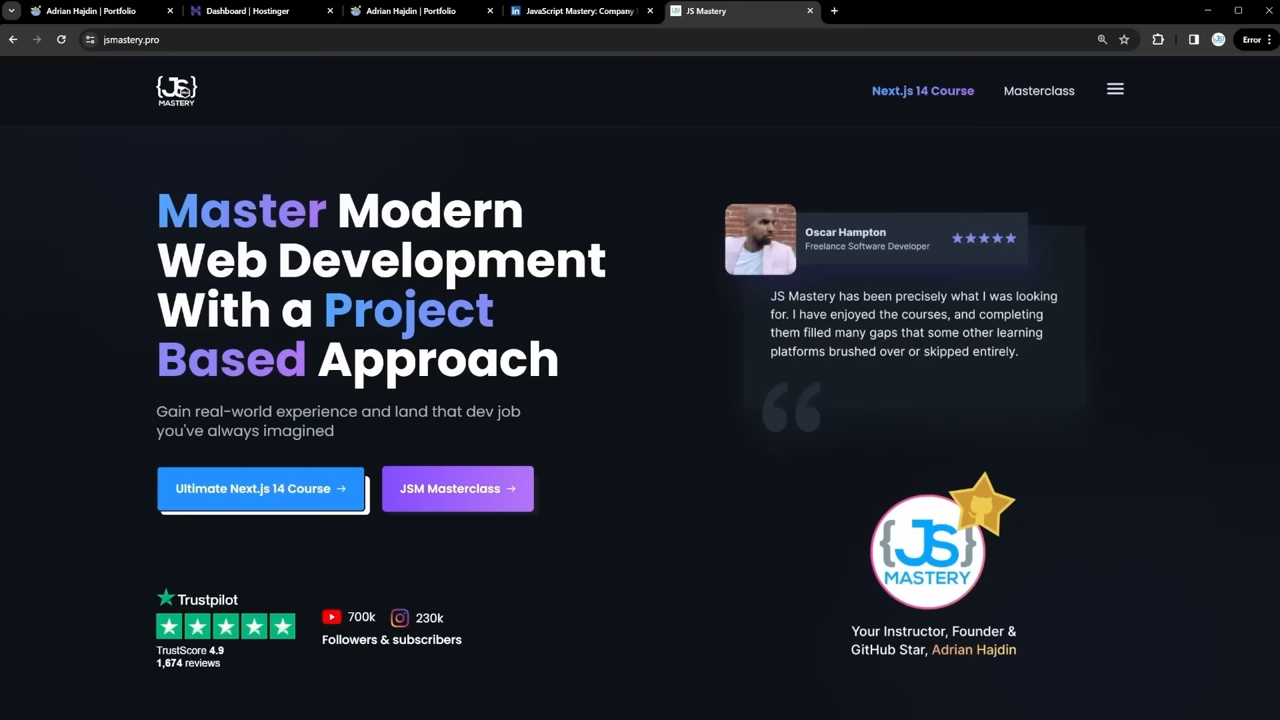 Adrian Hajdin | Portfolio
Dashboard | Hostinger
Adrian Hajdin | Portfolio
JavaScript Mastery: Company
JS Mastery
jsmastery.pro
Error
{JS}
MASTERY
Next.js 14 Course
Masterclass
Master Modern
Web Development
With a Project
Based Approach
Gain real-world experience and land that dev job
you've always imagined
Ultimate Next.js 14 Course →
JSM Masterclass →
Trustpilot
TrustScore 4.9
1,674 reviews
700k
230k
Followers & subscribers
Oscar Hampton
Freelance Software Developer
JS Mastery has been precisely what I was looking
for. I have enjoyed the courses, and completing
them filled many gaps that some other learning
platforms brushed over or skipped entirely.
{JS}
MASTERY
Your Instructor, Founder &
GitHub Star, Adrian Hajdin